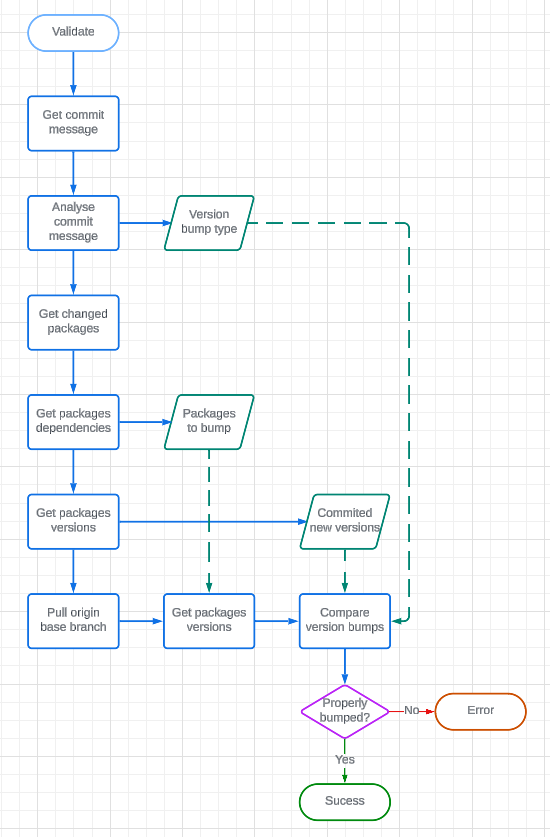 Validate
Get commit
message
Analyse
commit
message
Version
bump type
Get changed
packages
Get packages
dependencies
Packages
to bump
Get packages
versions
Commited
new versions
Pull origin
base branch
Get packages
versions
Compare
version bumps
Properly
bumped?
No
Error
Yes
Sucess